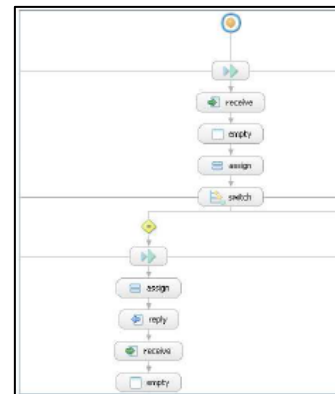 receive
empty
assign
switch
assign
reply
receive
empty